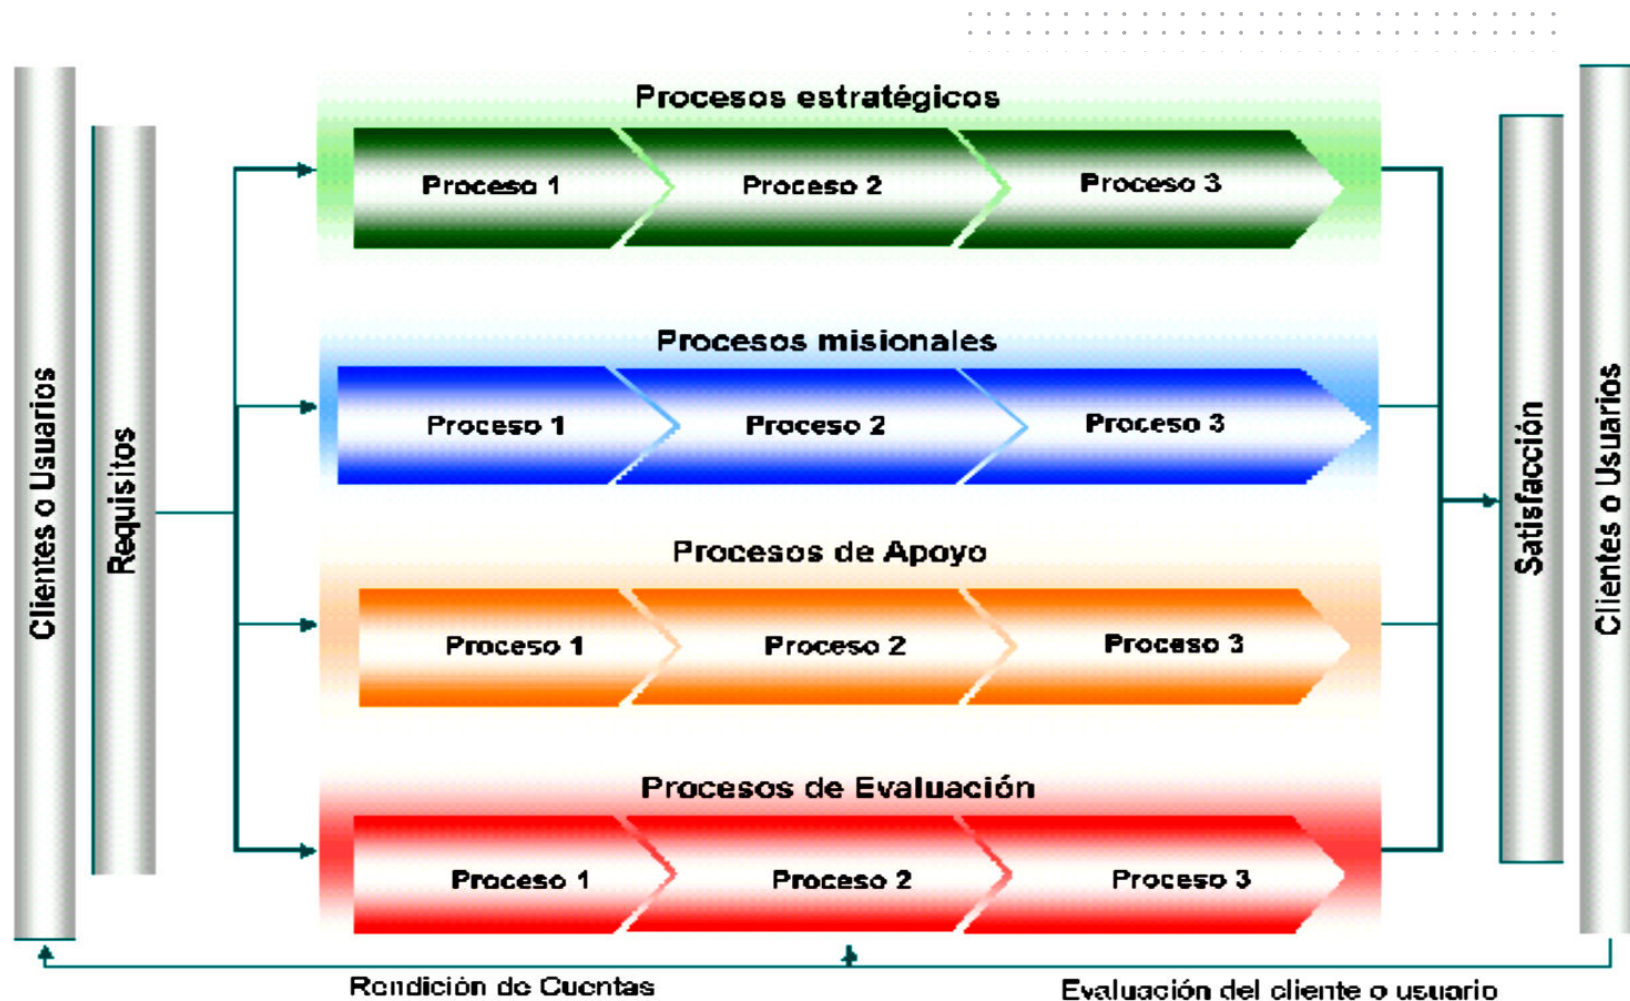 Clientes o Usuarios
Requisitos
Procesos estratégicos
Proceso 1
Proceso 2
Proceso 3
Procesos misionales
Proceso 1
Proceso 2
Proceso 3
Procesos de Apoyo
Proceso 1
Proceso 2
Proceso 3
Procesos de Evaluación
Proceso 1
Proceso 2
Proceso 3
Satisfacción
Clientes o Usuarios
Rendición de Cuentas
Evaluación del cliente o usuario